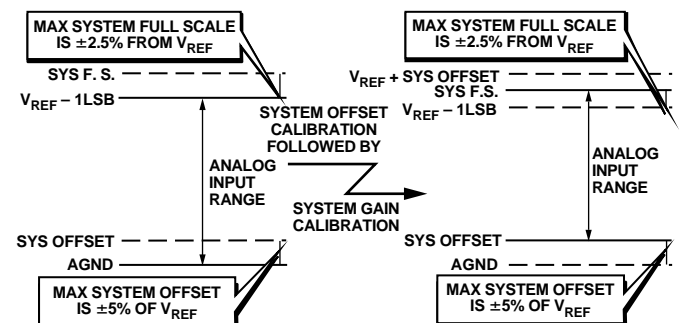 MAX SYSTEM FULL SCALE
IS ±2.5% FROM VREF
SYS F. S.
VREF – 1LSB
ANALOG
INPUT
RANGE
SYS OFFSET
AGND
MAX SYSTEM OFFSET
IS ±5% OF VREF
SYSTEM OFFSET
CALIBRATION
FOLLOWED BY
SYSTEM GAIN
CALIBRATION
MAX SYSTEM FULL SCALE
IS ±2.5% FROM VREF
VREF + SYS OFFSET
SYS F.S.
VREF – 1LSB
ANALOG
INPUT
RANGE
SYS OFFSET
AGND
MAX SYSTEM OFFSET
IS ±5% OF VREF